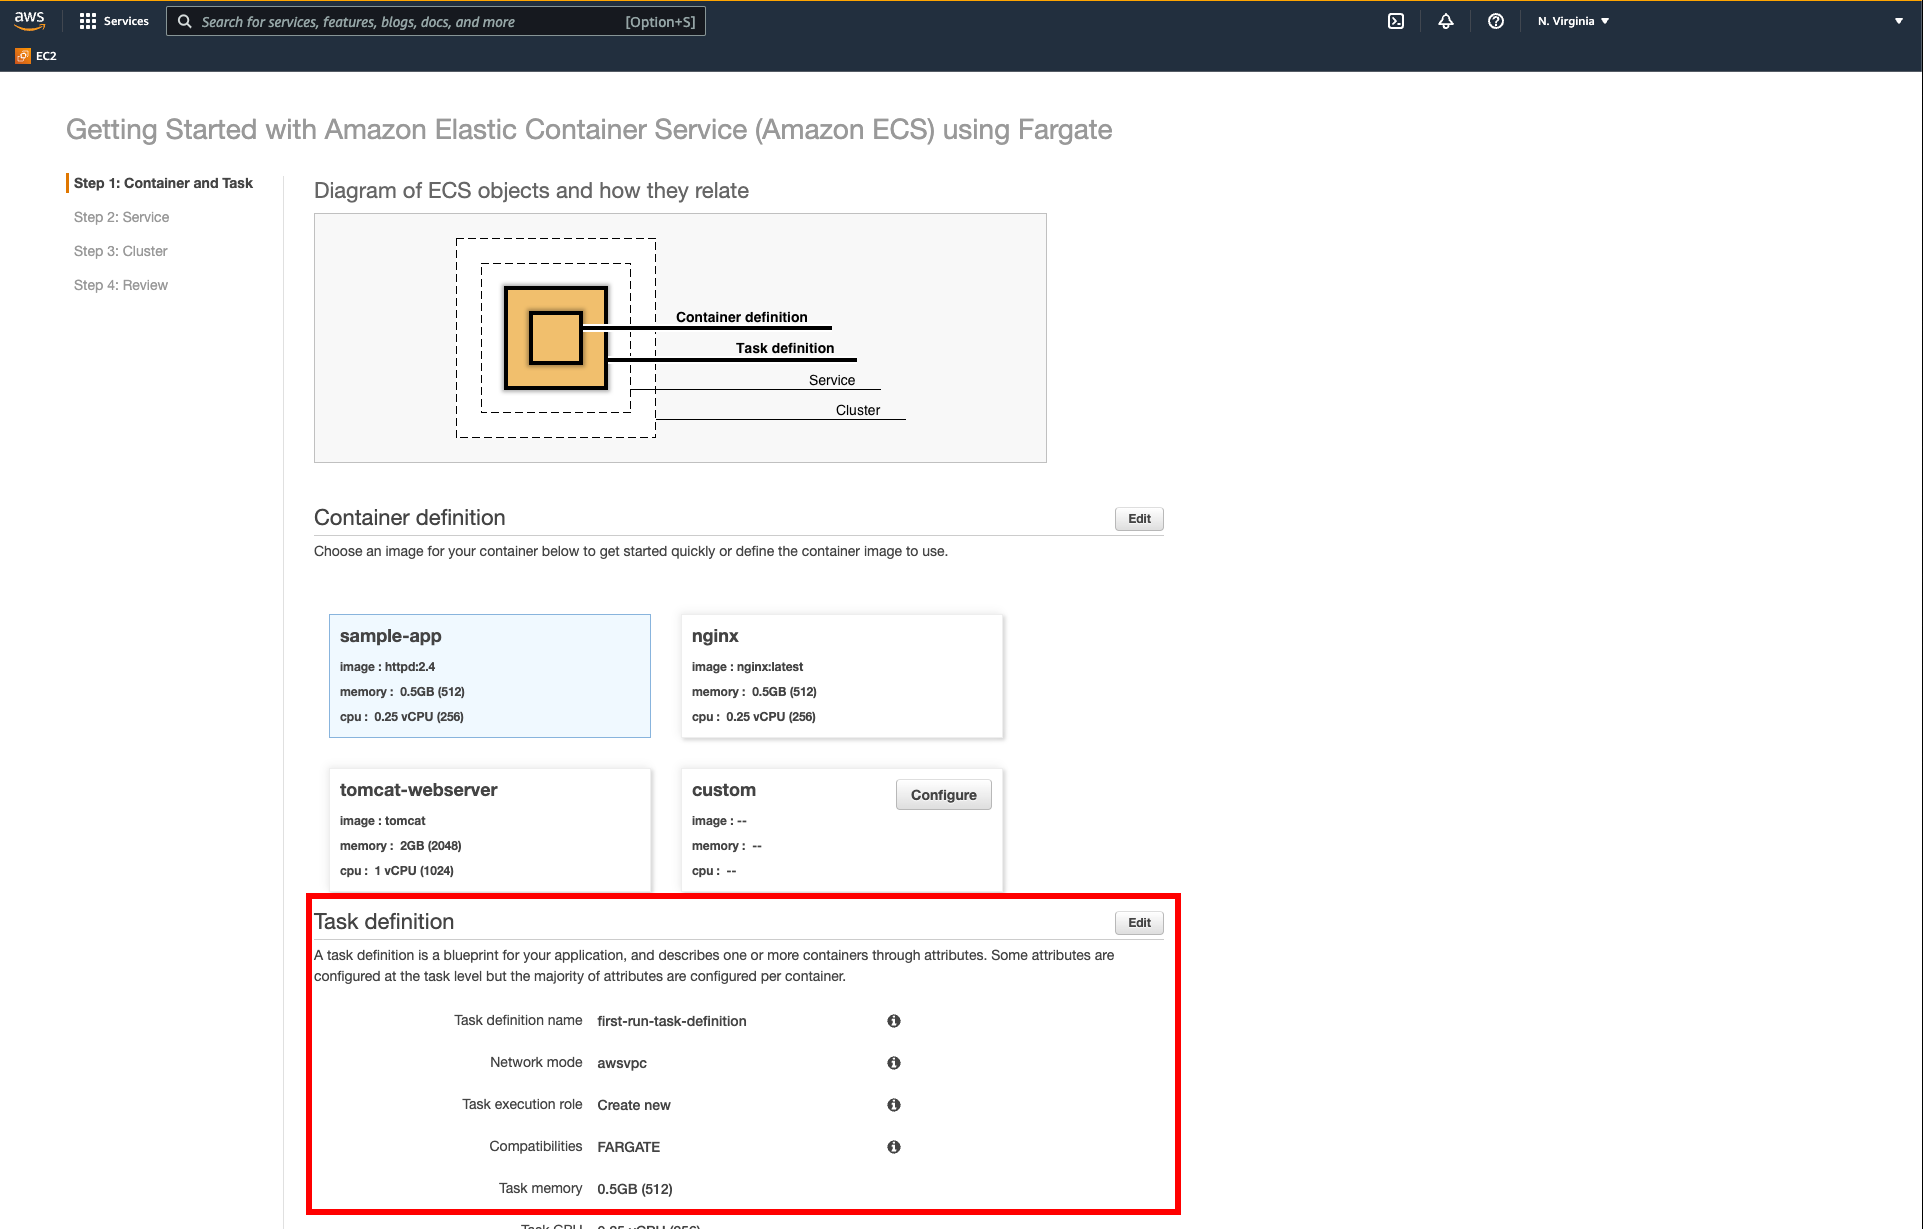 aws
Services
Search for services, features, blogs, docs, and more
[Option+S]
N. Virginia
EC2
Getting Started with Amazon Elastic Container Service (Amazon ECS) using Fargate
Step 1: Container and Task
Step 2: Service
Step 3: Cluster
Step 4: Review
Diagram of ECS objects and how they relate
Container definition
Task definition
Service
Cluster
Container definition
Edit
Choose an image for your container below to get started quickly or define the container image to use.
sample-app
image : httpd:2.4
memory : 0.5GB (512)
cpu : 0.25 vCPU (256)
nginx
image : nginx:latest
memory : 0.5GB (512)
cpu : 0.25 vCPU (256)
tomcat-webserver
image : tomcat
memory : 2GB (2048)
cpu : 1 vCPU (1024)
custom
Configure
image : --
memory : --
cpu : --
Task definition
Edit
A task definition is a blueprint for your application, and describes one or more containers through attributes. Some attributes are
configured at the task level but the majority of attributes are configured per container.
Task definition name first-run-task-definition
Network mode awsvpc
Task execution role Create new
Compatibilities FARGATE
Task memory 0.5GB (512)
Task CPU 0.25 vCPU (256)